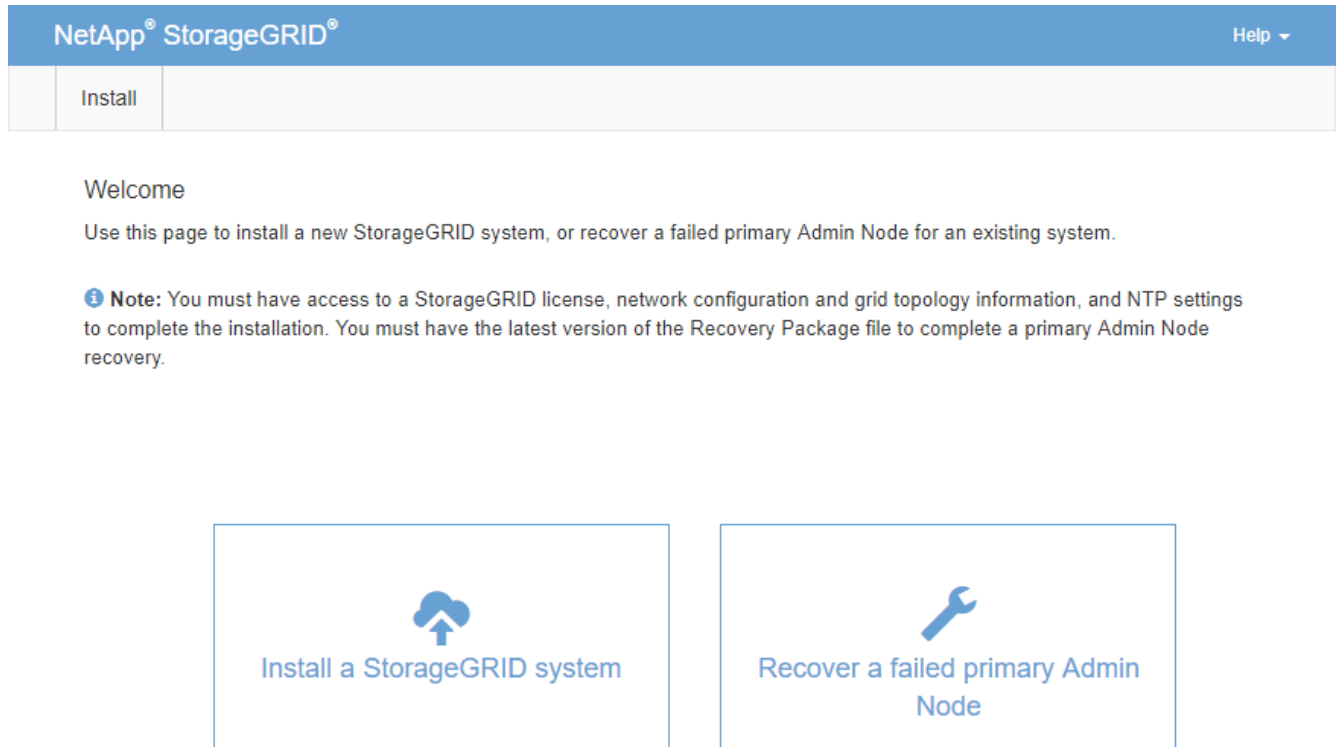 NetApp® StorageGRID®
Help
Install
Welcome
Use this page to install a new StorageGRID system, or recover a failed primary Admin Node for an existing system.
Note: You must have access to a StorageGRID license, network configuration and grid topology information, and NTP settings
to complete the installation. You must have the latest version of the Recovery Package file to complete a primary Admin Node
recovery.
Install a StorageGRID system
Recover a failed primary Admin
Node